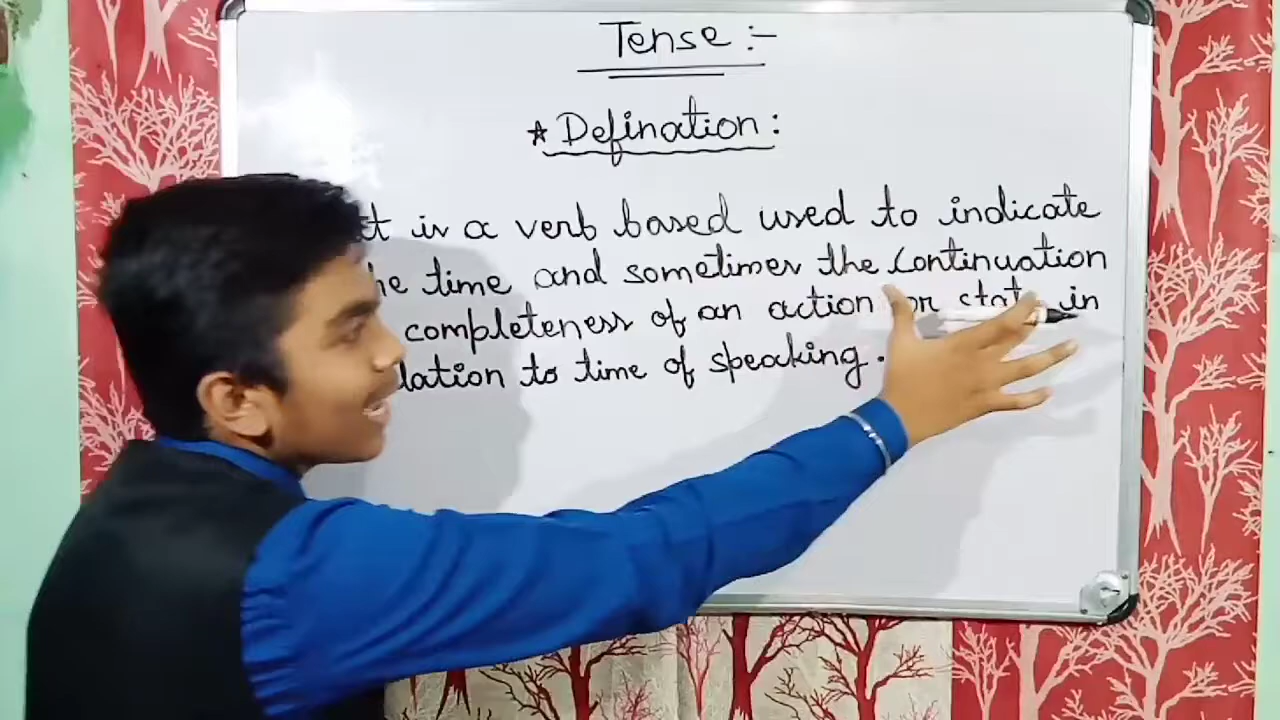 Tense :-
* Defination :
is a verb based used to indicate
time and sometimes the continuation
completeness of an action or state in
to time of speaking.